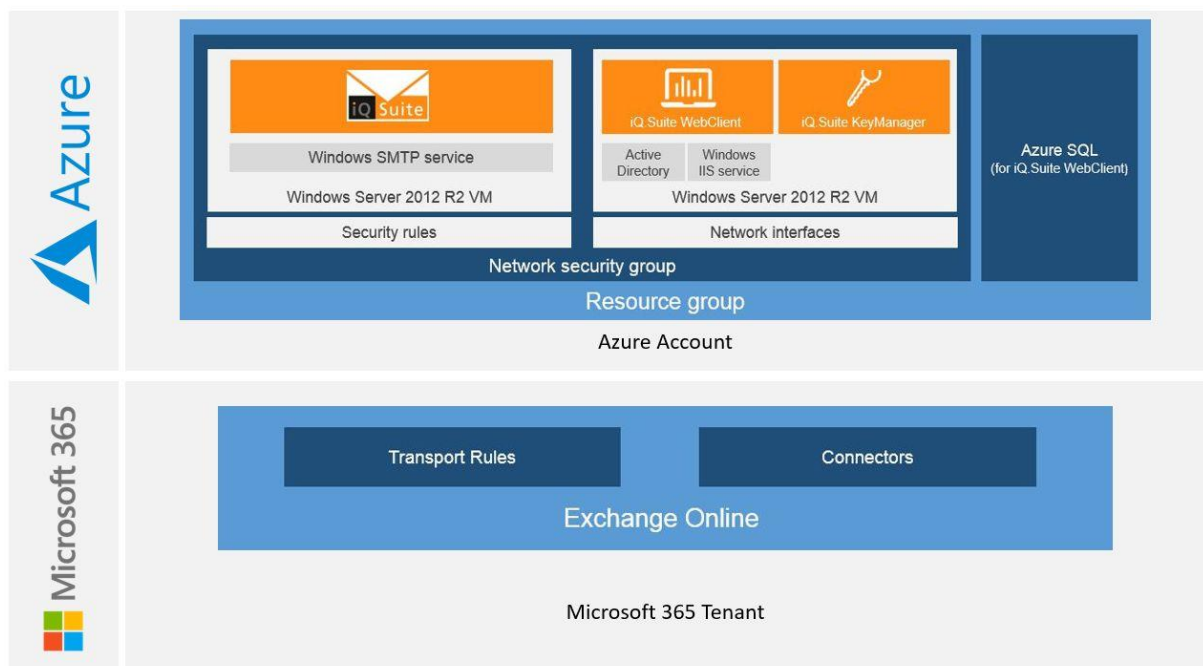 Azure
iQ Suite
Windows SMTP service
Windows Server 2012 R2 VM
Security rules
iQ.Suite WebClient
iQ.Suite KeyManager
Active
Directory
Windows
IIS service
Windows Server 2012 R2 VM
Network interfaces
Network security group
Azure SQL
(for iQ.Suite WebClient)
Resource group
Azure Account
Microsoft 365
Transport Rules
Connectors
Exchange Online
Microsoft 365 Tenant